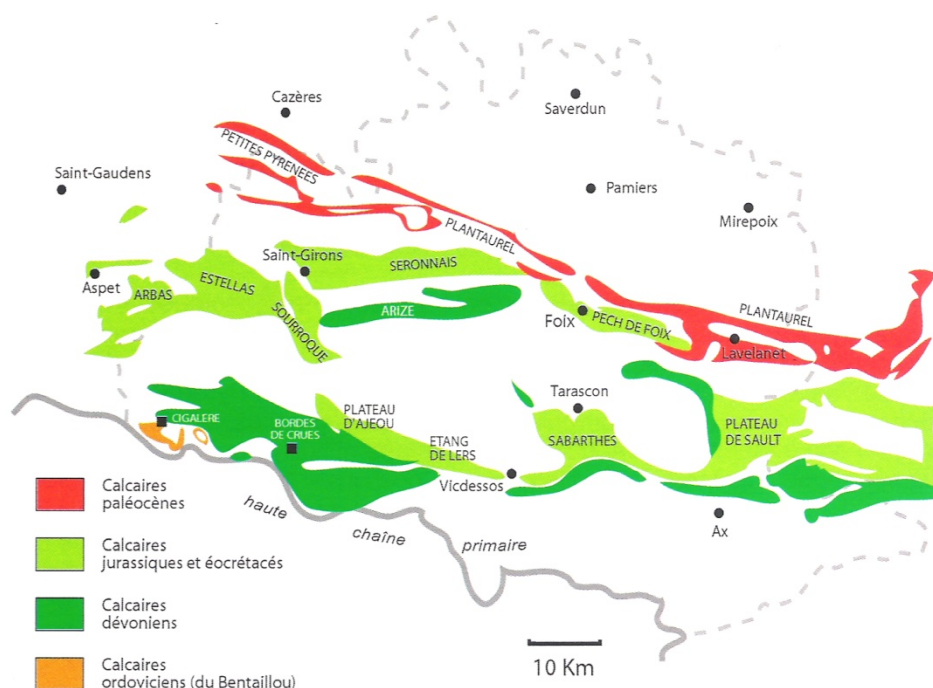 Cazères
Saverdun
PETITES PYRENEES
Saint-Gaudens
Pamiers
Mirepoix
PLANTAUREL
Saint-Girons
SERONNAIS
Aspet
ARBAS
ESTELLAS
SOURROQUE
ARIZE
Foix
PECH DE FOIX
PLANTAUREL
Lavelanet
Tarascon
CIGALERE
BORDES
DE CRUES
PLATEAU
D'AJEOU
ETANG
DE LERS
SABARTHES
PLATEAU
DE SAULT
Vicdessos
Ax
haute
chaîne
primaire
Calcaires
paléocènes
Calcaires
jurassiques et éocrétacés
Calcaires
dévoniens
Calcaires
ordoviciens (du Bentaillou)
10 Km